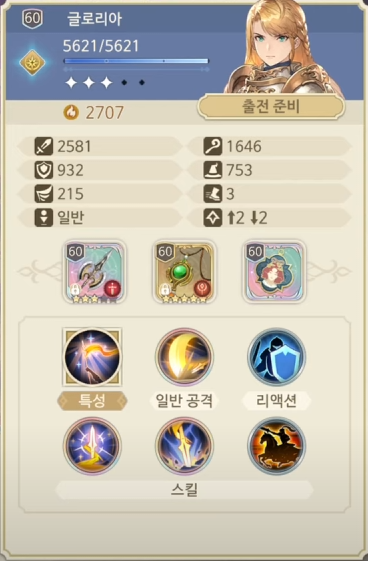 60 글로리아
5621/5621
2707
출전 준비
2581 1646
932 753
215 3
일반 ↑2 ↓2
60 60 60
특성 일반 공격 리액션
스킬